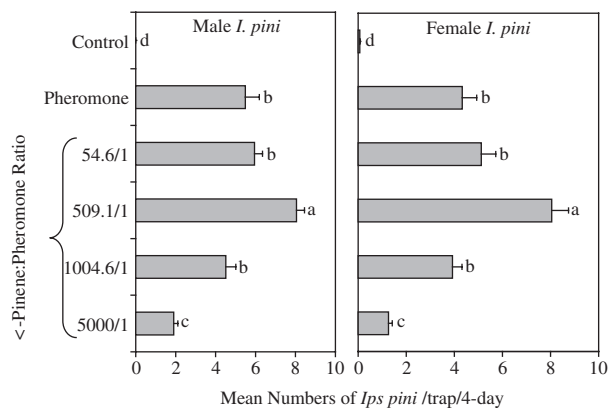 Male I. pini
Female I. pini
Control
d
d
Pheromone
b
b
54.6/1
b
b
509.1/1
a
a
1004.6/1
b
b
5000/1
c
c
<-Pinene:Pheromone Ratio
0 2 4 6 8 10
0 2 4 6 8 10
Mean Numbers of Ips pini /trap/4-day